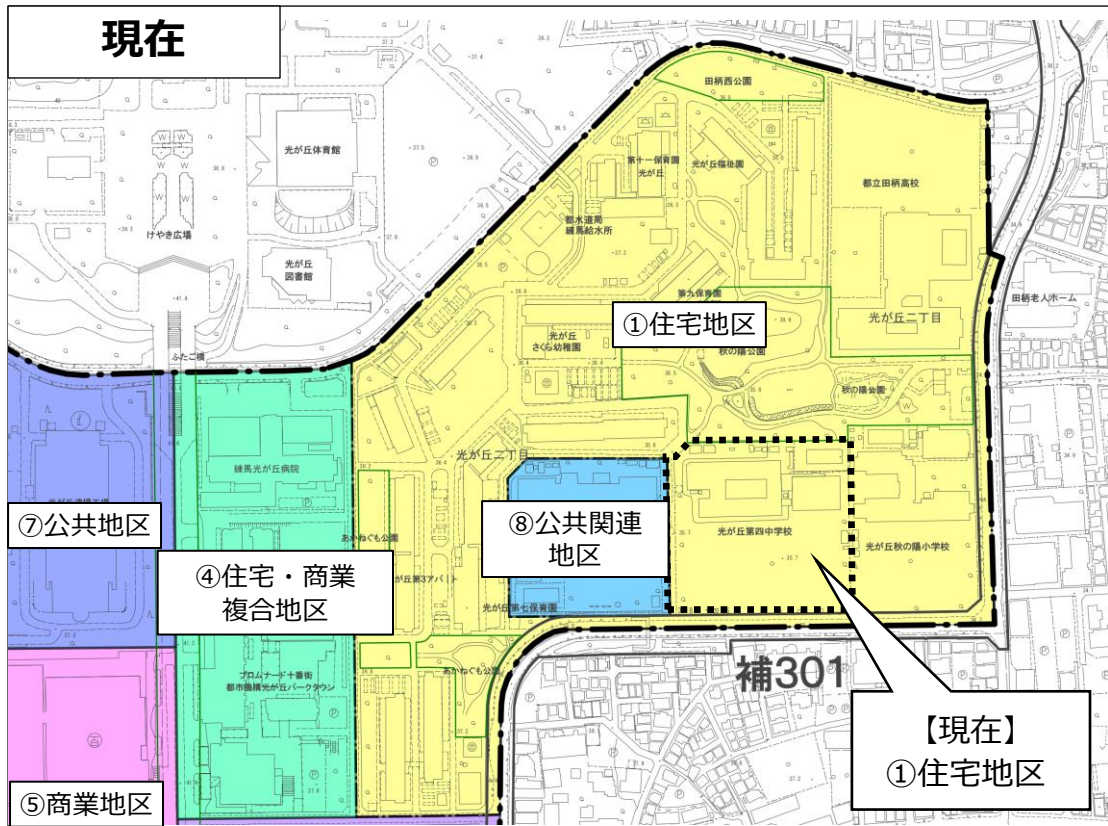 現在
田柄西公園
光が丘体育館
第十一保育園
光が丘
光が丘福祉園
都立田柄高校
都水道局
練馬給水所
けやき広場
光が丘
図書館
田柄老人ホーム
第九保育園
①住宅地区
光が丘二丁目
光が丘
さくら幼稚園
秋の陽公園
ふたご橋
秋の陽公園
光が丘二丁目
練馬光が丘病院
⑦公共地区
あかねぐも公園
⑧公共関連
地区
光が丘第四中学校
光が丘秋の陽小学校
④住宅・商業
複合地区
が丘第3アパート
光が丘第七保育園
あかねぐも公園
補301
プロムナード十番街
都市機構光が丘パークタウン
【現在】
①住宅地区
⑤商業地区